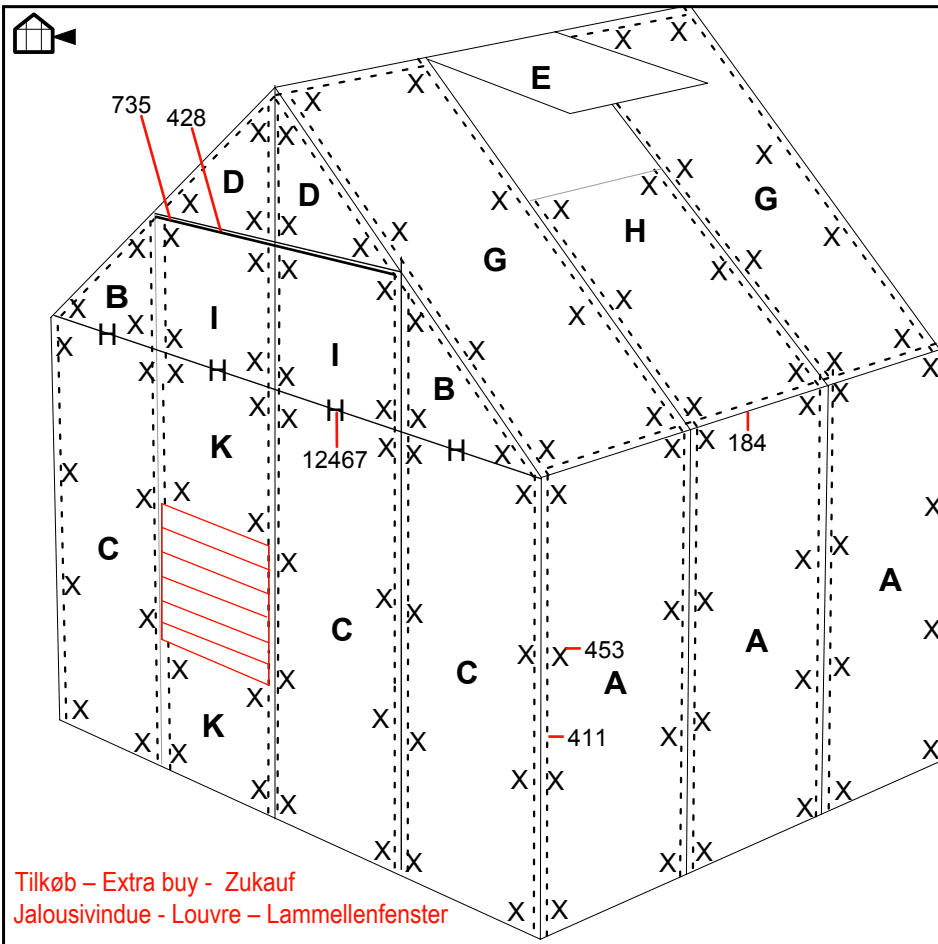 E
735
428
D
D
G
H
G
B
H
I
I
H
B
H
12467
H
184
K
C
C
C
A
A
A
453
411
K
Tilkøb – Extra buy - Zukauf
Jalousivindue - Louvre – Lammellenfenster